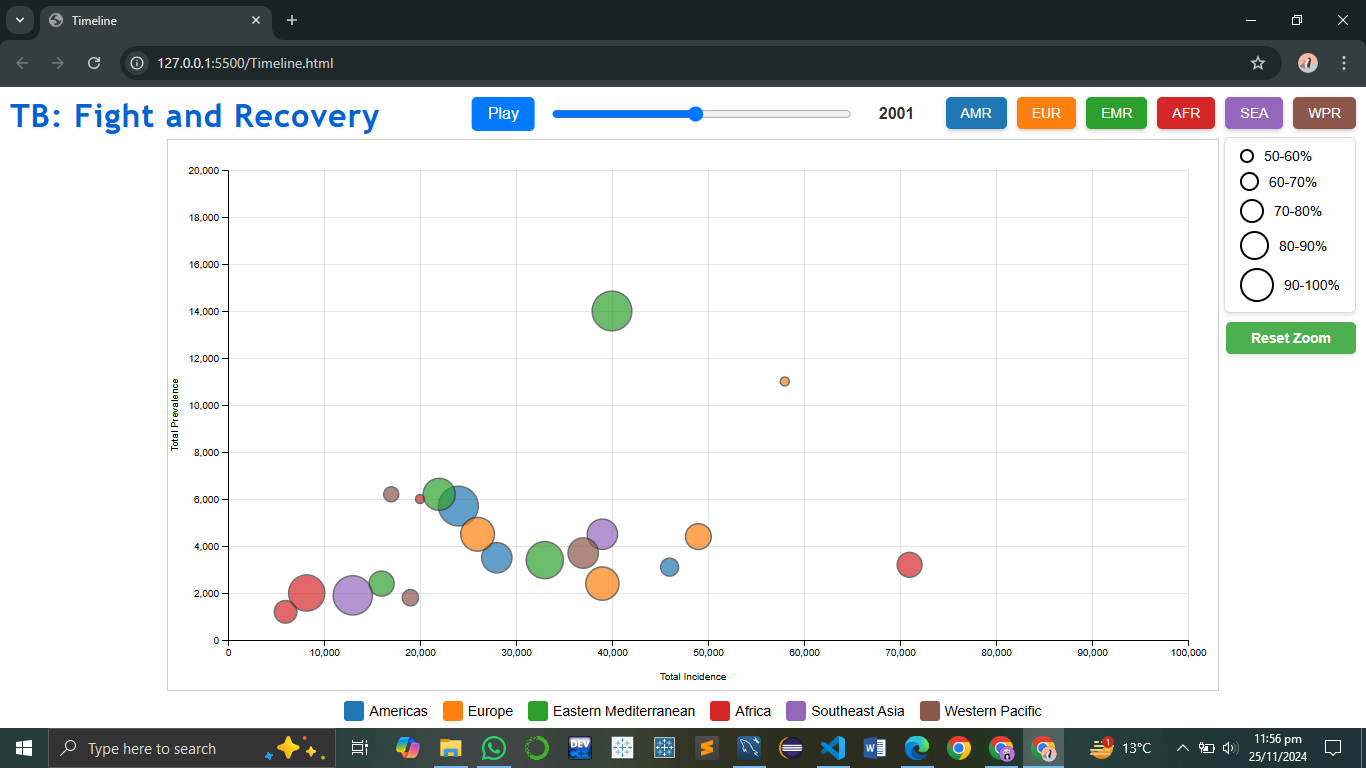 Timeline
127.0.0.1:5500/Timeline.html
TB: Fight and Recovery
Play
2001
AMR
EUR
EMR
AFR
SEA
WPR
50-60%
60-70%
70-80%
80-90%
90-100%
Reset Zoom
20,000
18,000
16,000
14,000
12,000
10,000
8,000
6,000
4,000
2,000
0
Total Prevalence
0 10,000 20,000 30,000 40,000 50,000 60,000 70,000 80,000 90,000 100,000
Total Incidence
Americas Europe Eastern Mediterranean Africa Southeast Asia Western Pacific
Type here to search
DEV
1
13°C
11:56 pm
25/11/2024